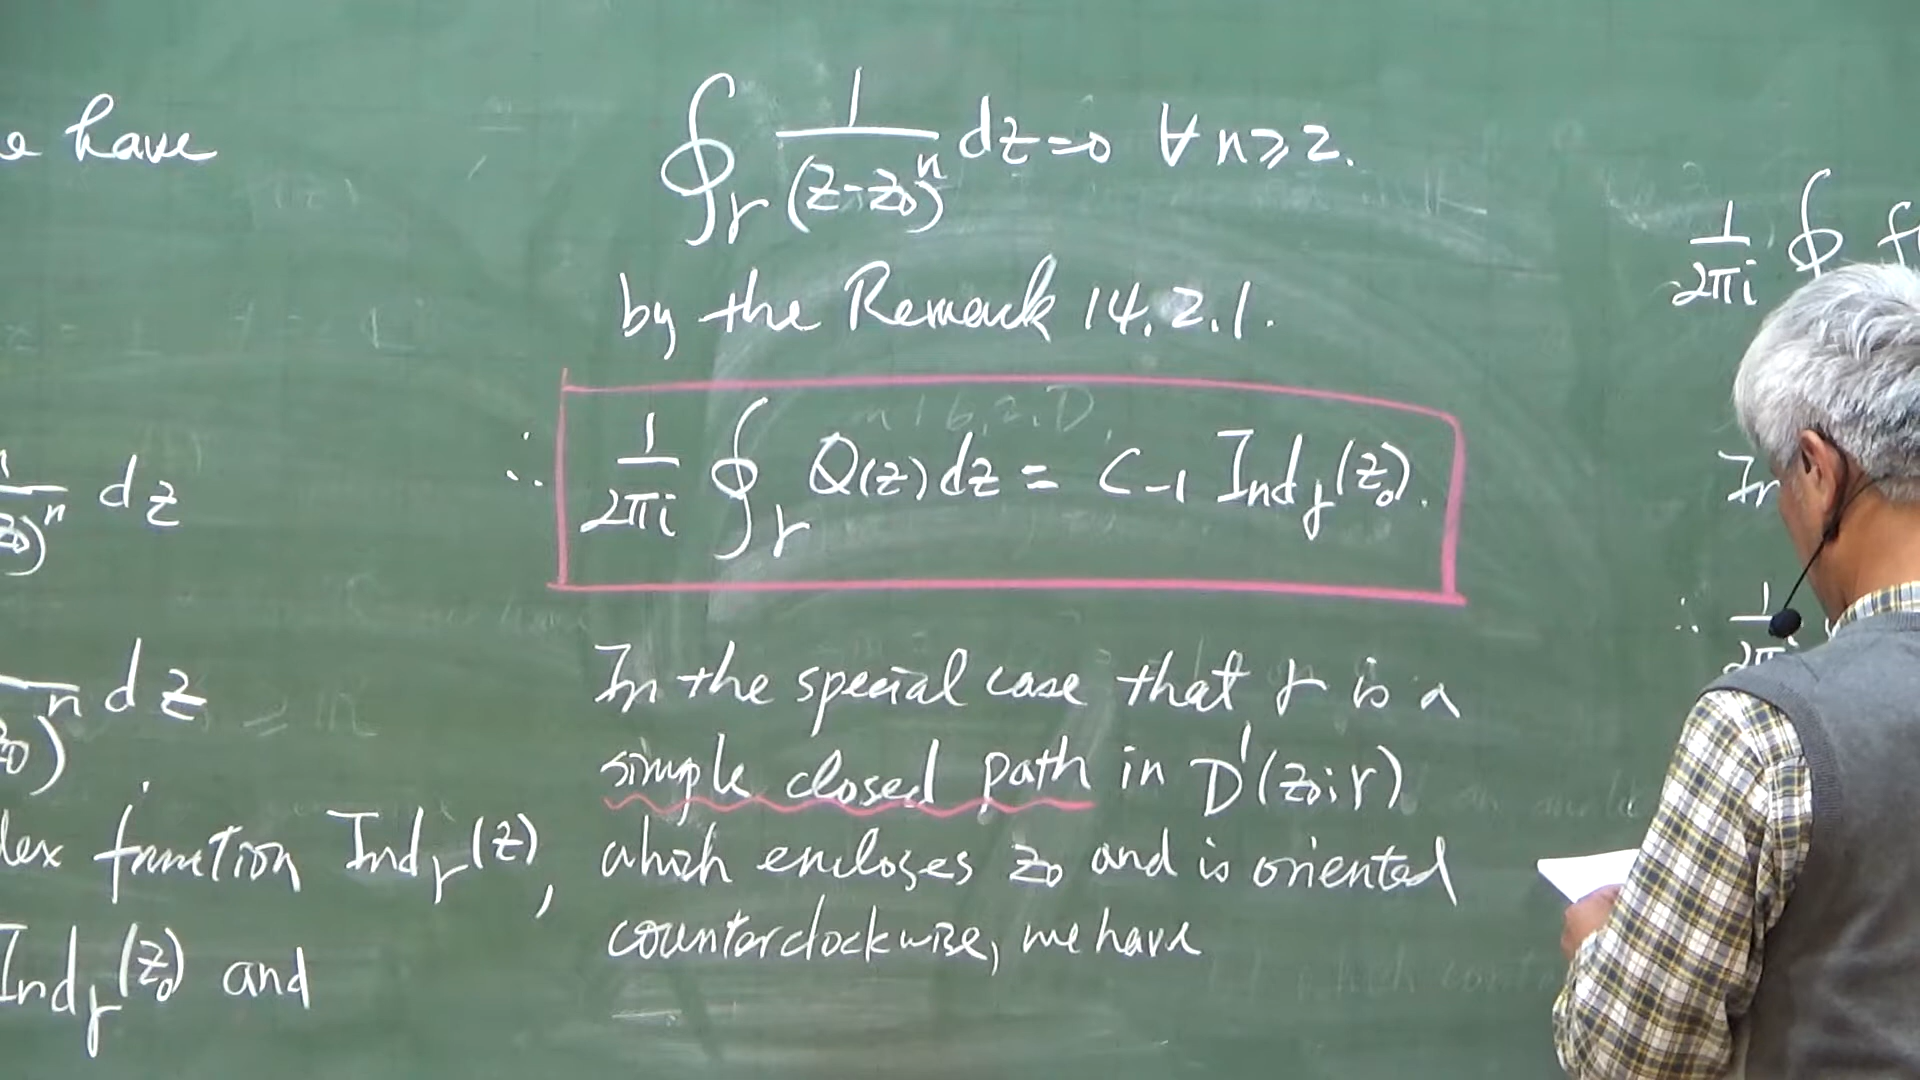 have
dz
)ⁿ dz
function Ind_γ(z),
Ind_γ(z₀) and
∮_γ 1/(z-z₀)ⁿ dz=0 ∀ n≥2.
by the Remark 14.2.1.
∴ 1/2πi ∮_γ Q(z)dz = C₋₁ Ind_γ(z₀).
In the special case that γ is a
simple closed path in D'(z₀;r)
which encloses z₀ and is oriented
counterclockwise, we have
1/2πi ∮ f
∴